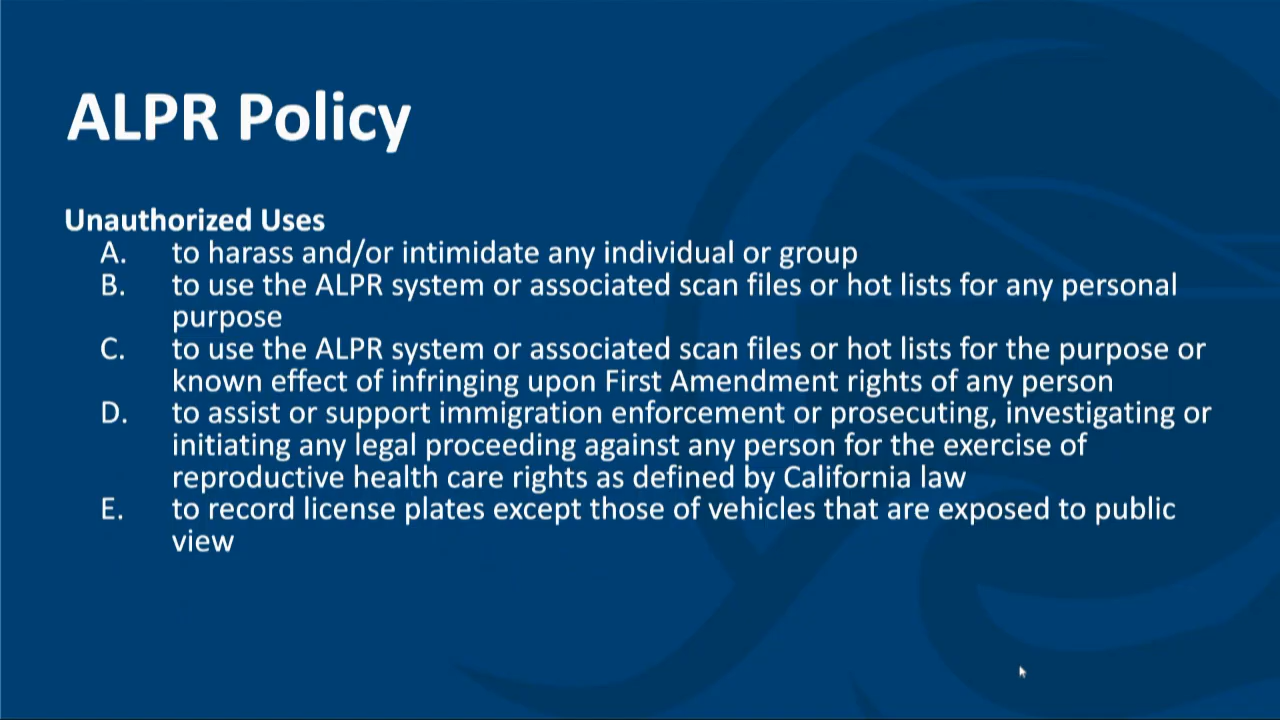 ALPR Policy
Unauthorized Uses
A. to harass and/or intimidate any individual or group
B. to use the ALPR system or associated scan files or hot lists for any personal
purpose
C. to use the ALPR system or associated scan files or hot lists for the purpose or
known effect of infringing upon First Amendment rights of any person
D. to assist or support immigration enforcement or prosecuting, investigating or
initiating any legal proceeding against any person for the exercise of
reproductive health care rights as defined by California law
E. to record license plates except those of vehicles that are exposed to public
view